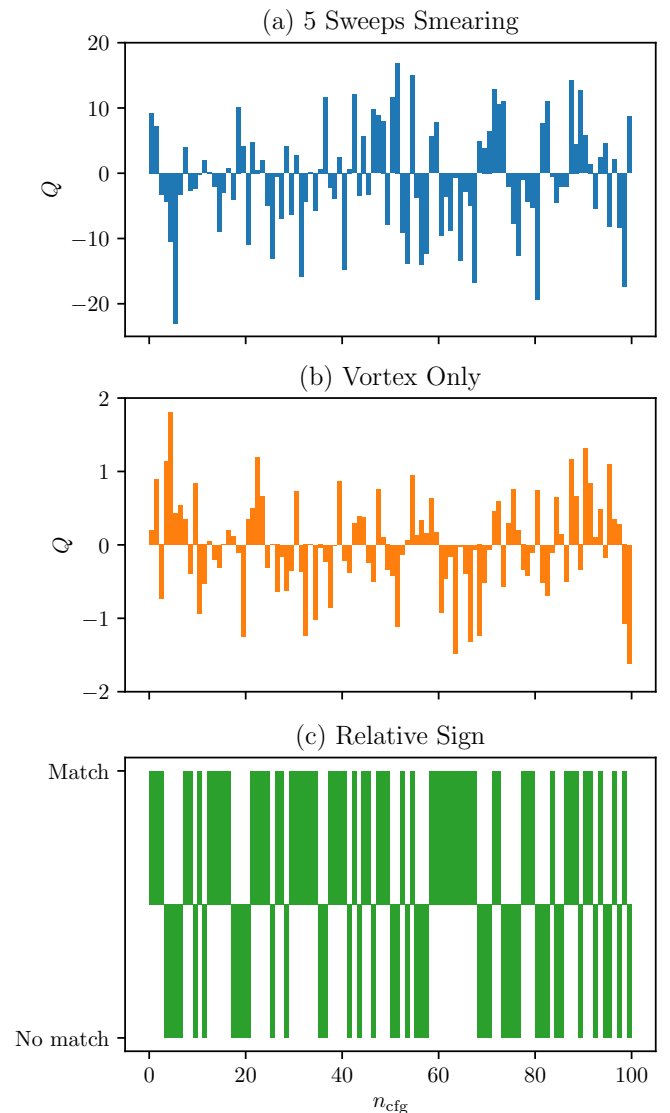 (a) 5 Sweeps Smearing
20
10
0
−10
−20
Q
(b) Vortex Only
2
1
0
−1
−2
Q
(c) Relative Sign
Match
No match
0 20 40 60 80 100
n_cfg